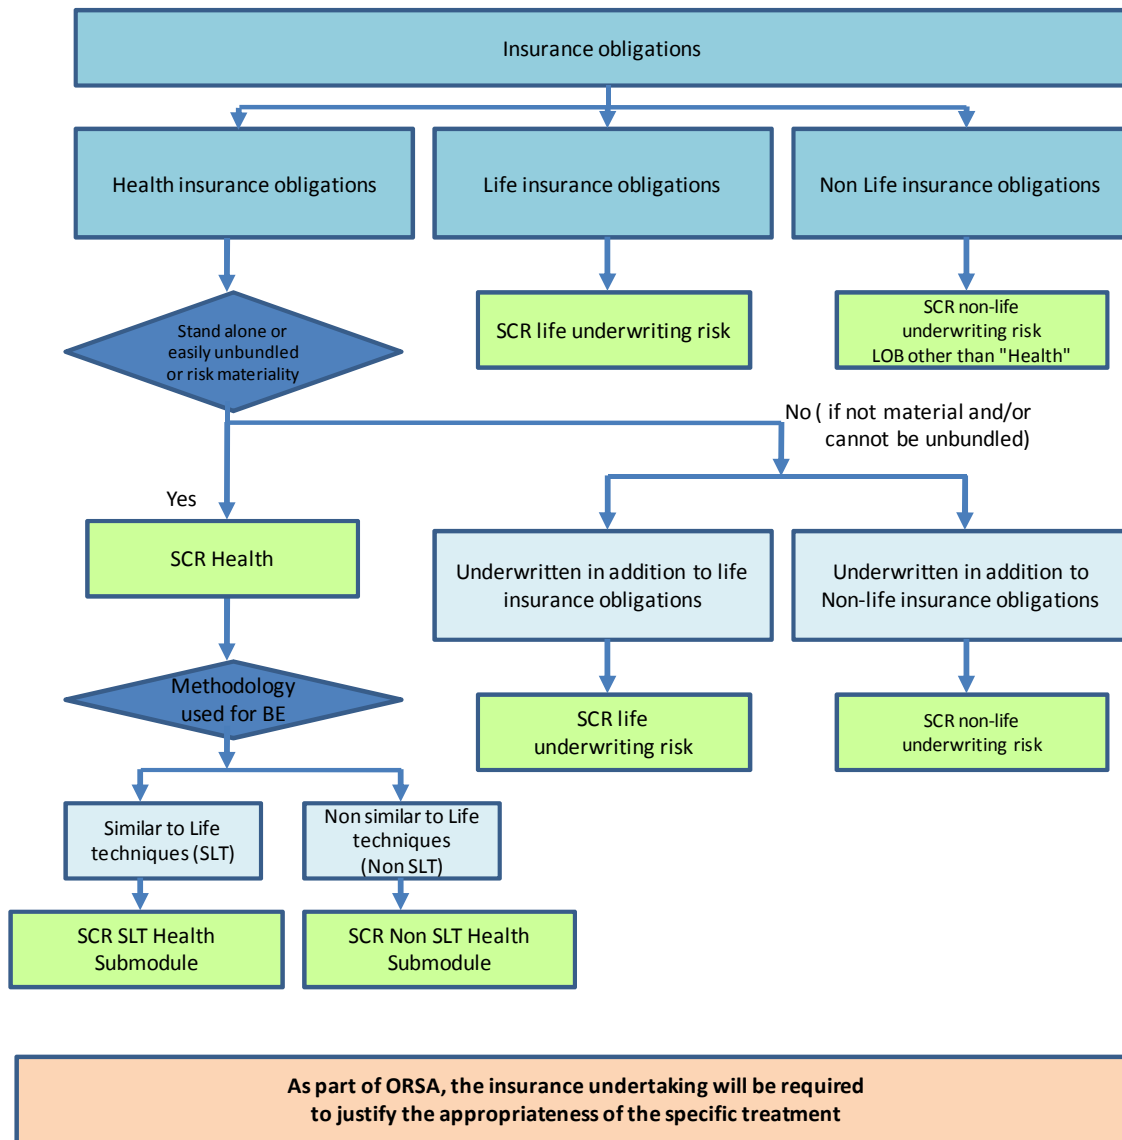 Insurance obligations
Health insurance obligations
Life insurance obligations
Non Life insurance obligations
Stand alone or
easily unbundled
or risk materiality
SCR life underwriting risk
SCR non-life
underwriting risk
LOB other than "Health"
No ( if not material and/or
cannot be unbundled)
Yes
SCR Health
Underwritten in addition to life
insurance obligations
Underwritten in addition to
Non-life insurance obligations
Methodology
used for BE
SCR life
underwriting risk
SCR non-life
underwriting risk
Similar to Life
techniques (SLT)
Non similar to Life
techniques
(Non SLT)
SCR SLT Health
Submodule
SCR Non SLT Health
Submodule
As part of ORSA, the insurance undertaking will be required
to justify the appropriateness of the specific treatment